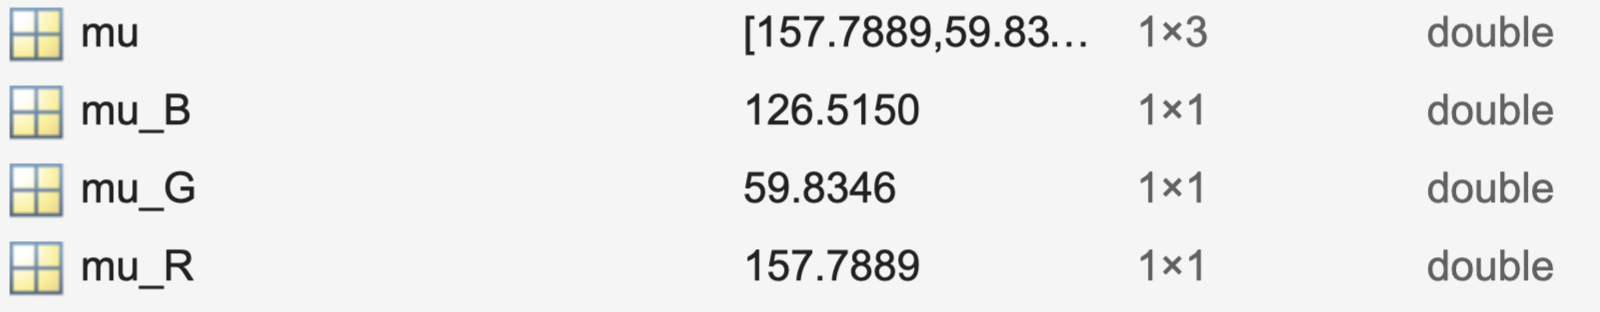 mu [157.7889,59.83... 1×3 double
mu_B 126.5150 1×1 double
mu_G 59.8346 1×1 double
mu_R 157.7889 1×1 double